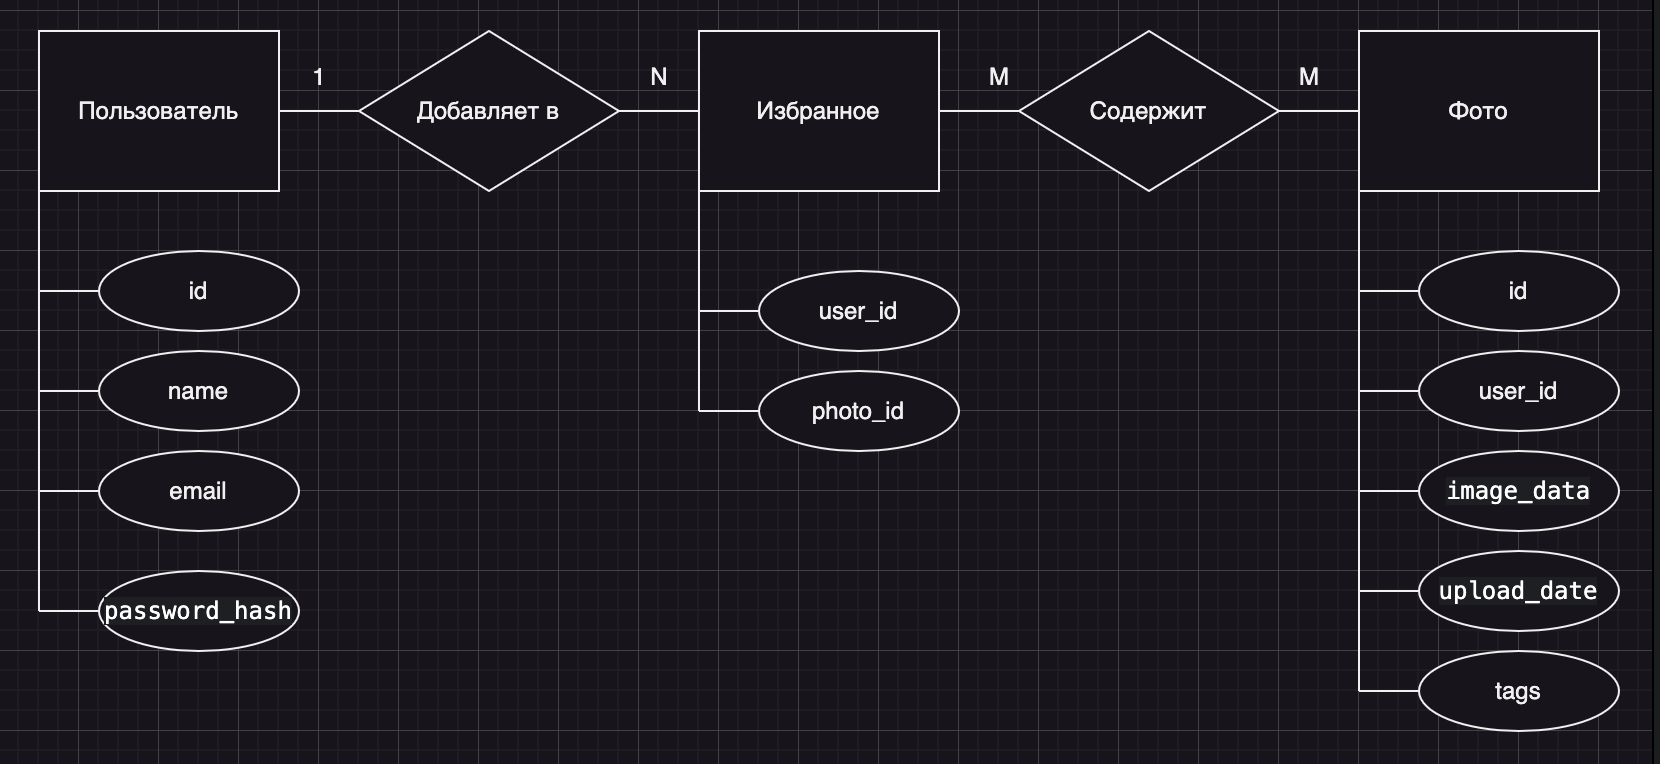 Пользователь
1
Добавляет в
N
Избранное
M
Содержит
M
Фото
id
name
email
password_hash
user_id
photo_id
id
user_id
image_data
upload_date
tags